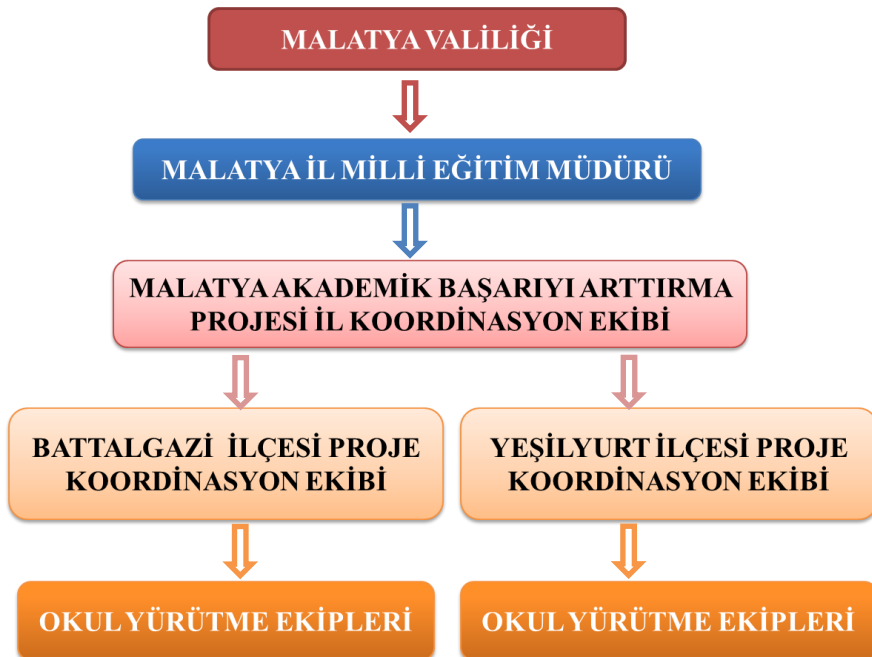 MALATYA VALİLİĞİ
MALATYA İL MİLLİ EĞİTİM MÜDÜRÜ
MALATYA AKADEMİK BAŞARIYI ARTTIRMA
PROJESİ İL KOORDİNASYON EKİBİ
BATTALGAZİ İLÇESİ PROJE
KOORDİNASYON EKİBİ
YEŞİLYURT İLÇESİ PROJE
KOORDİNASYON EKİBİ
OKUL YÜRÜTME EKİPLERİ
OKUL YÜRÜTME EKİPLERİ